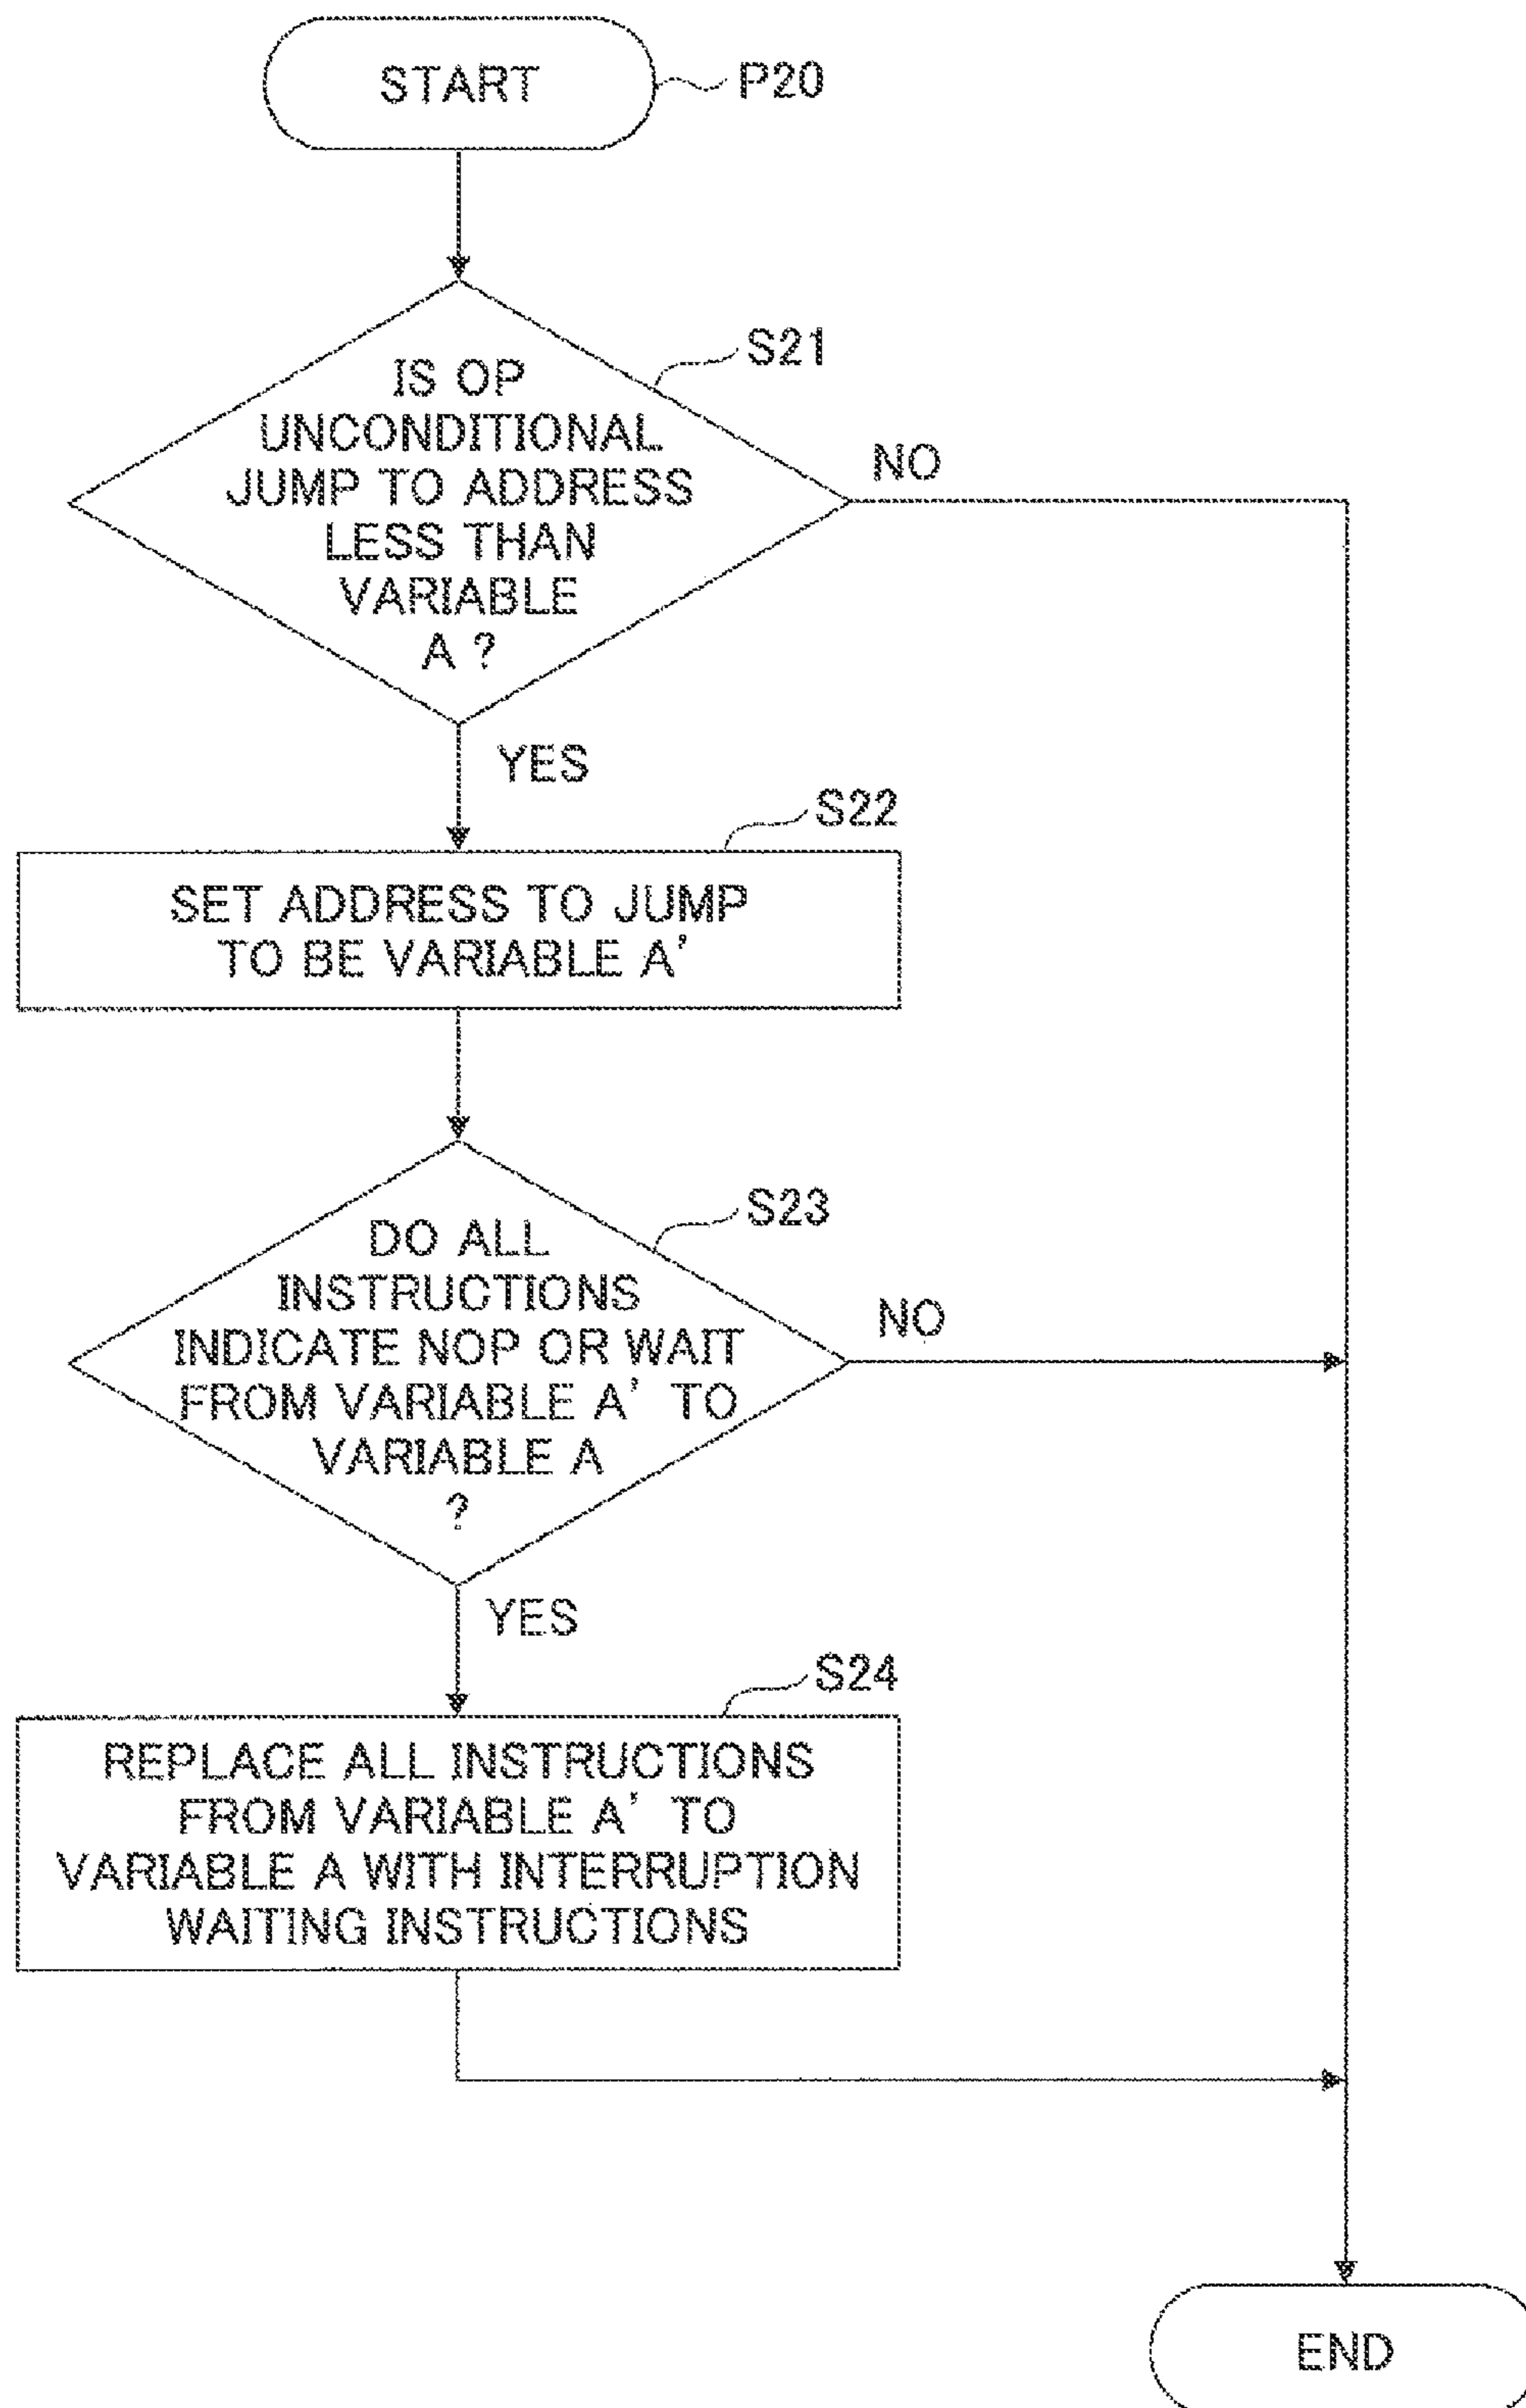 START
P20
S21
IS OP
UNCONDITIONAL
JUMP TO ADDRESS
LESS THAN
VARIABLE
A ?
NO
YES
S22
SET ADDRESS TO JUMP
TO BE VARIABLE A'
S23
DO ALL
INSTRUCTIONS
INDICATE NOP OR WAIT
FROM VARIABLE A' TO
VARIABLE A
?
NO
YES
S24
REPLACE ALL INSTRUCTIONS
FROM VARIABLE A' TO
VARIABLE A WITH INTERRUPTION
WAITING INSTRUCTIONS
END